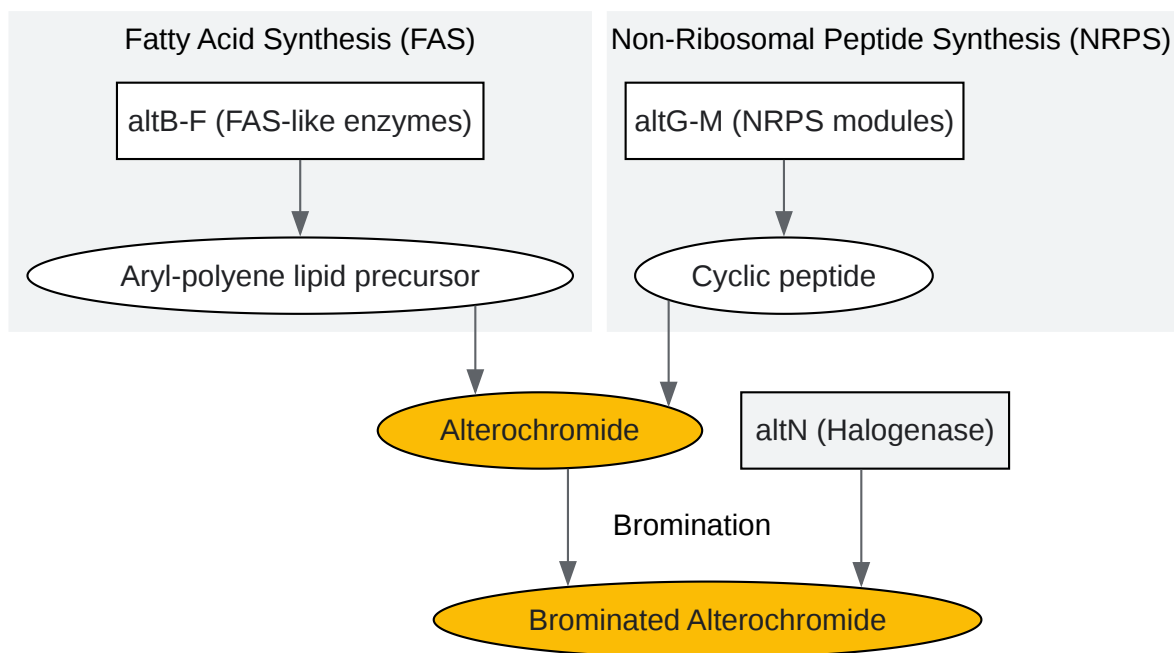 Fatty Acid Synthesis (FAS)
Non-Ribosomal Peptide Synthesis (NRPS)
altB-F (FAS-like enzymes)
altG-M (NRPS modules)
Aryl-polyene lipid precursor
Cyclic peptide
Alterochromide
altN (Halogenase)
Bromination
Brominated Alterochromide